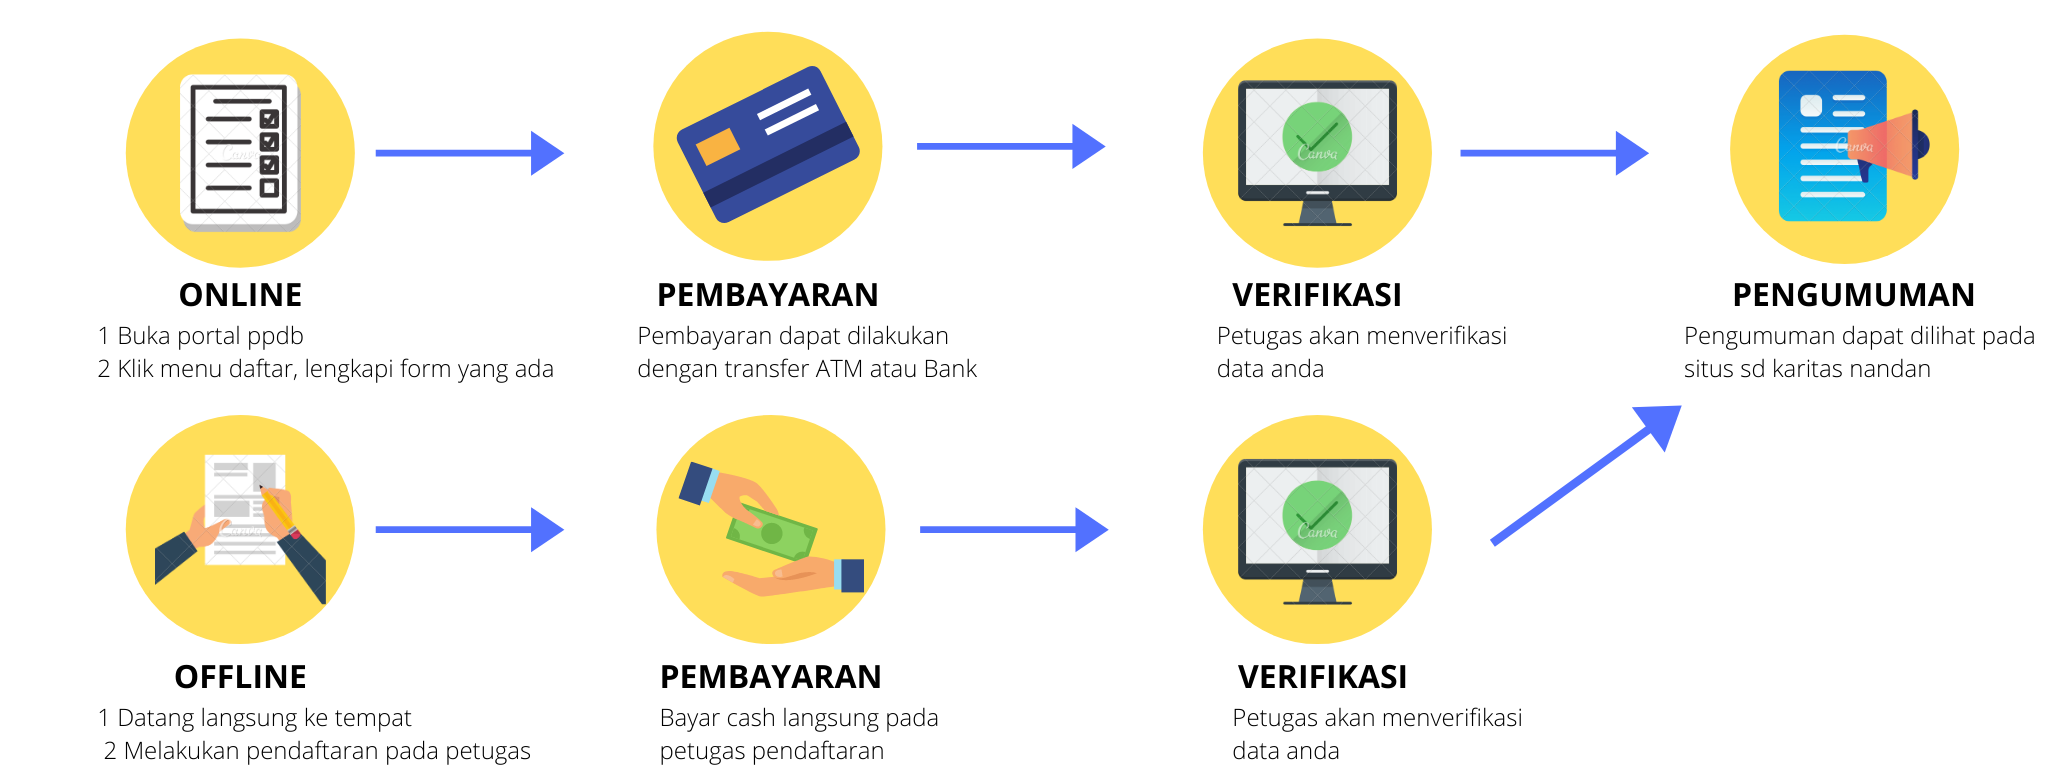 ONLINE
1 Buka portal ppdb
2 Klik menu daftar, lengkapi form yang ada
PEMBAYARAN
Pembayaran dapat dilakukan
dengan transfer ATM atau Bank
VERIFIKASI
Petugas akan menverifikasi
data anda
PENGUMUMAN
Pengumuman dapat dilihat pada
situs sd karitas nandan
OFFLINE
1 Datang langsung ke tempat
2 Melakukan pendaftaran pada petugas
PEMBAYARAN
Bayar cash langsung pada
petugas pendaftaran
VERIFIKASI
Petugas akan menverifikasi
data anda
Canva
Canva
Canva
Canva
Canva